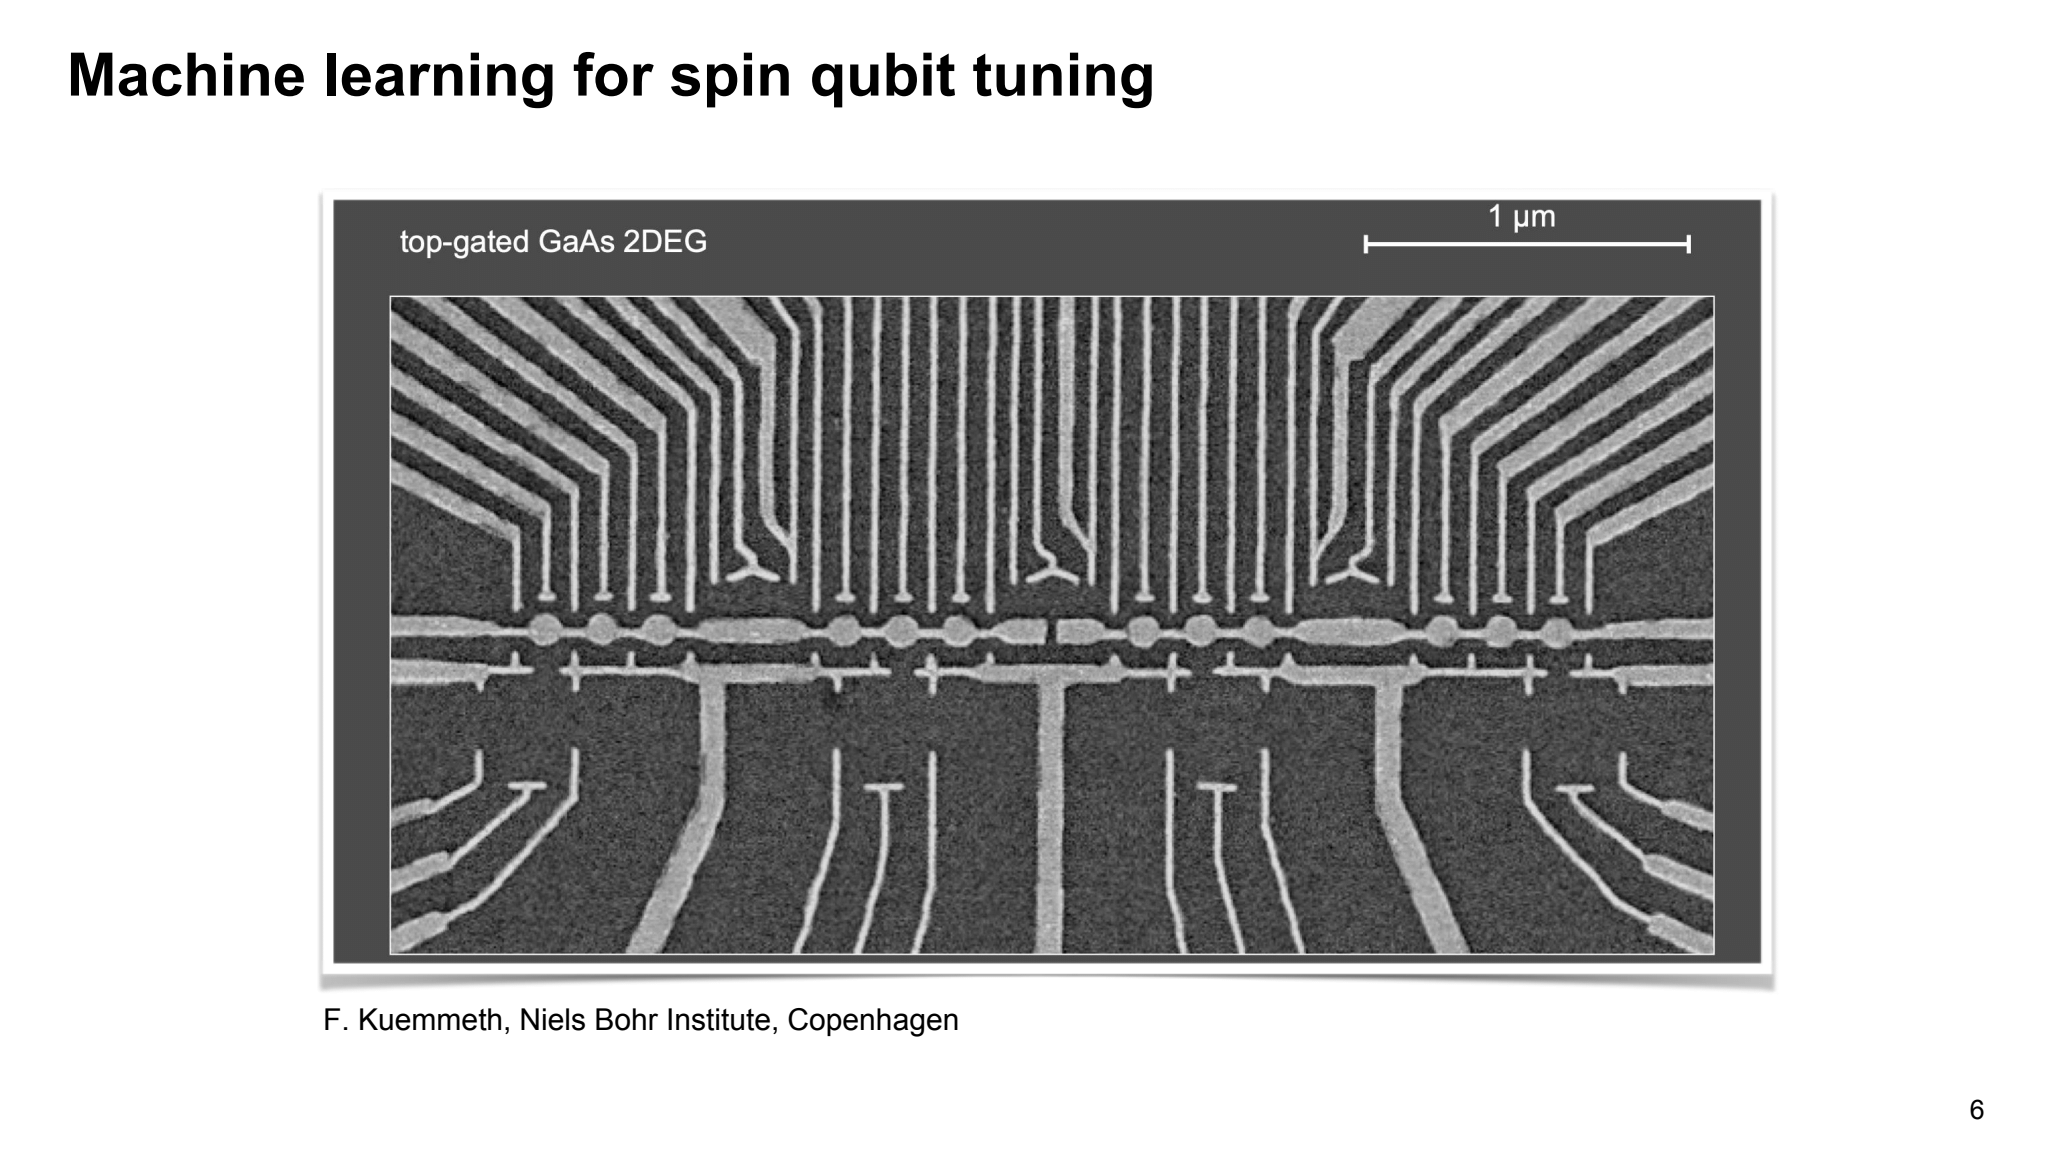 Machine learning for spin qubit tuning
top-gated GaAs 2DEG
1 µm
F. Kuemmeth, Niels Bohr Institute, Copenhagen
6